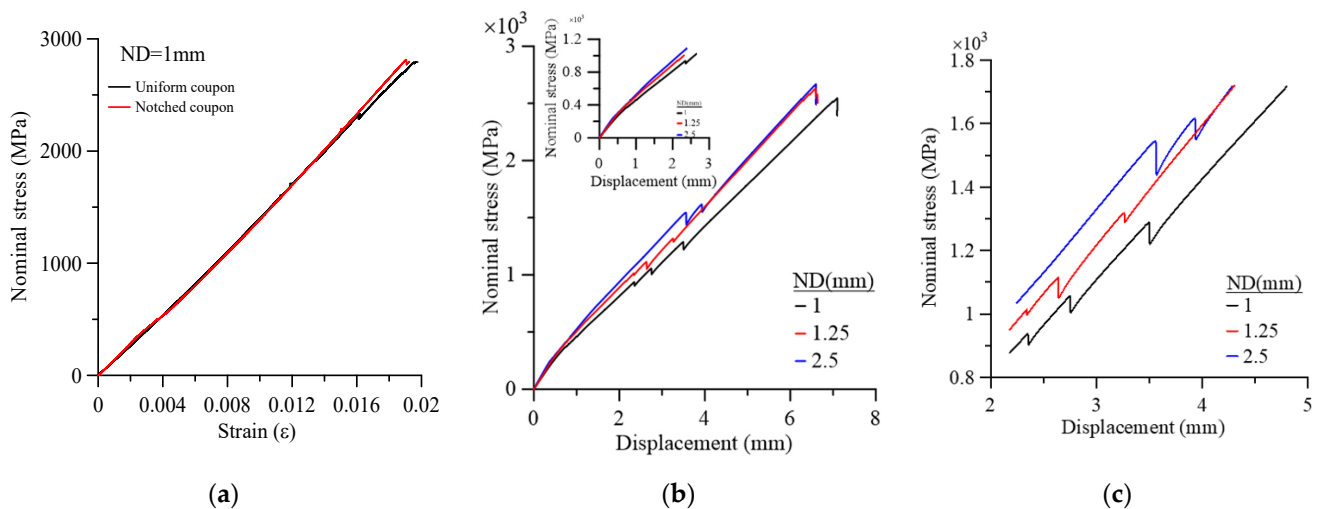 ND=1mm
Uniform coupon
Notched coupon
3000
2000
1000
0
Nominal stress (MPa)
0 0.004 0.008 0.012 0.016 0.02
Strain (ε)
(a)
×10³
3
2
1
0
Nominal stress (MPa)
0 2 4 6 8
Displacement (mm)
×10³
1.2
0.8
0.4
0
Nominal stress (MPa)
0 1 2 3
Displacement (mm)
ND(mm)
1
1.25
2.5
ND(mm)
1
1.25
2.5
(b)
×10³
1.8
1.6
1.4
1.2
1
0.8
Nominal stress (MPa)
2 3 4 5
Displacement (mm)
ND(mm)
1
1.25
2.5
(c)